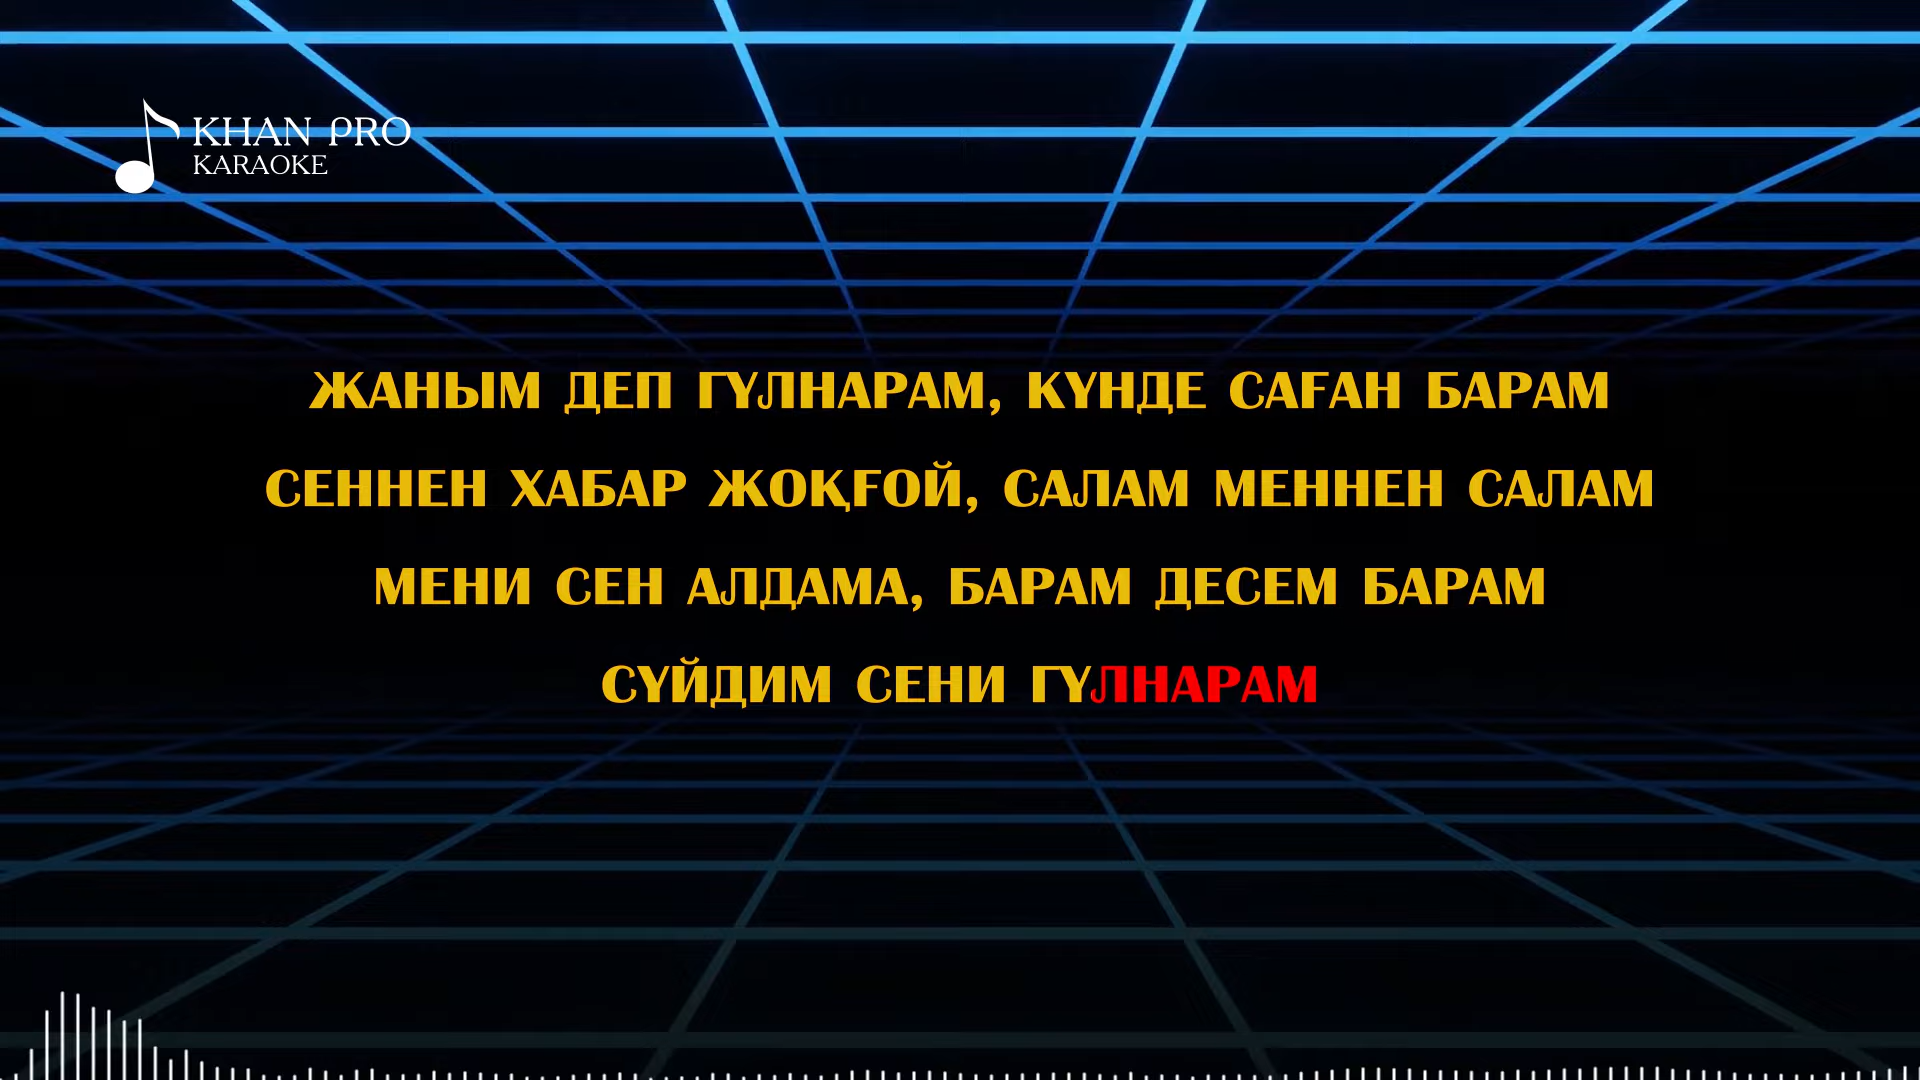 KHAN PRO
KARAOKE
ЖАНЫМ ДЕП ГҮЛНАРАМ, КҮНДЕ САҒАН БАРАМ
СЕННЕН ХАБАР ЖОҚҒОЙ, САЛАМ МЕННЕН САЛАМ
МЕНИ СЕН АЛДАМА, БАРАМ ДЕСЕМ БАРАМ
СҮЙДИМ СЕНИ ГҮЛНАРАМ